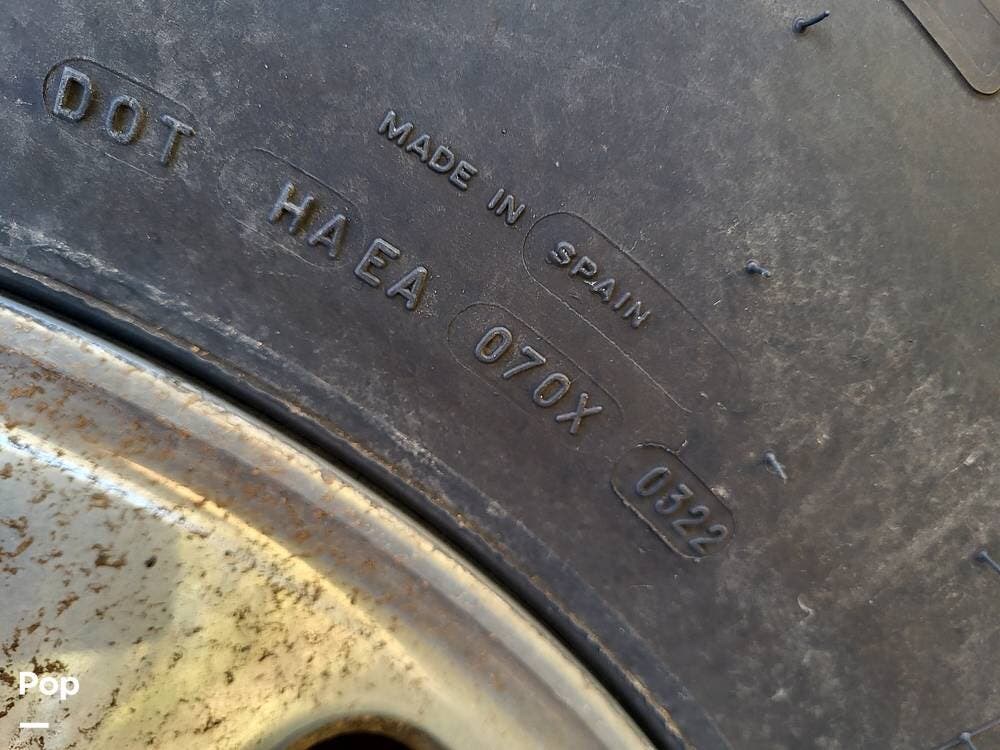 DOT HA EA 070X 0322
MADE IN SPAIN
Pop